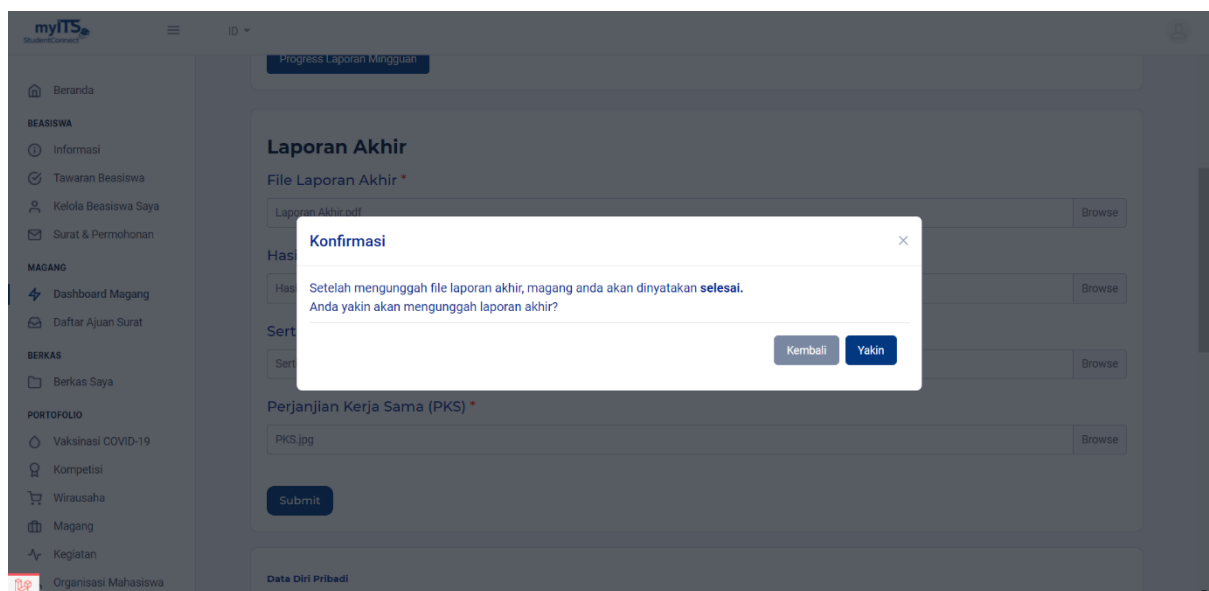 myITS
StudentConnect
ID
Progress Laporan Mingguan
Beranda
BEASISWA
Informasi
Tawaran Beasiswa
Kelola Beasiswa Saya
Surat & Permohonan
MAGANG
Dashboard Magang
Daftar Ajuan Surat
BERKAS
Berkas Saya
PORTOFOLIO
Vaksinasi COVID-19
Kompetisi
Wirausaha
Magang
Kegiatan
Organisasi Mahasiswa
Laporan Akhir
File Laporan Akhir *
Laporan Akhir.pdf
Browse
Hasi
Has
Browse
Sert
Sert
Browse
Perjanjian Kerja Sama (PKS) *
PKS.jpg
Browse
Submit
Data Diri Pribadi
Konfirmasi
Setelah mengunggah file laporan akhir, magang anda akan dinyatakan selesai.
Anda yakin akan mengunggah laporan akhir?
Kembali
Yakin